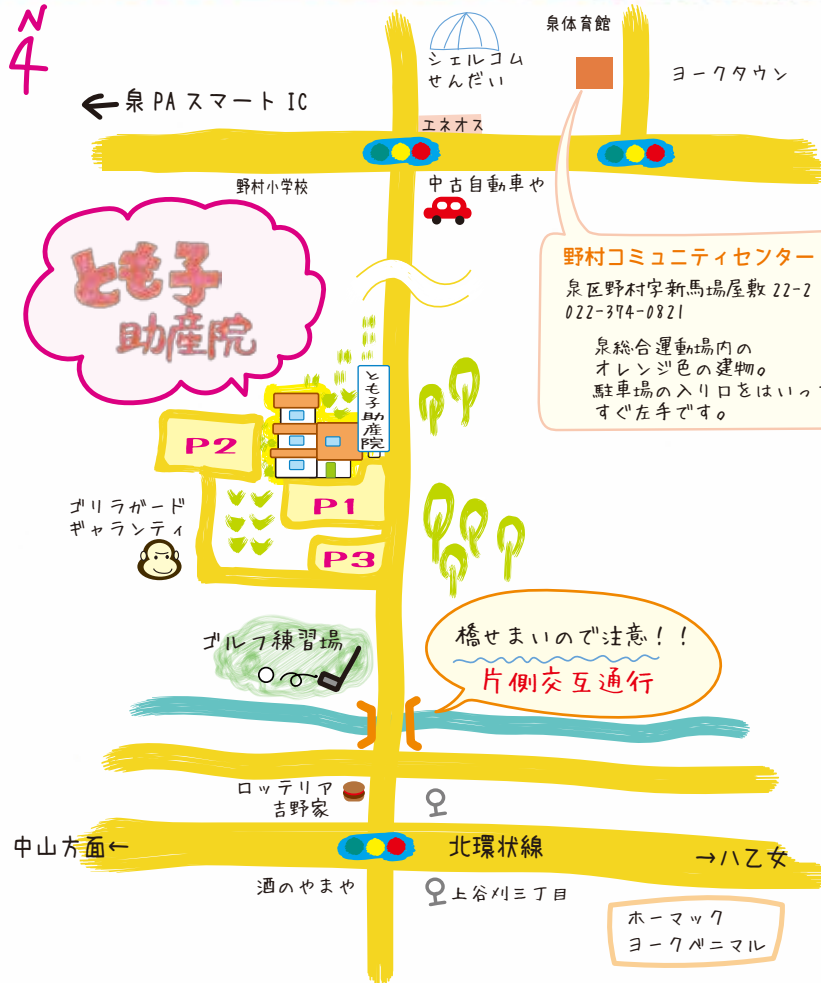 N
泉体育館
シェルコム
せんだい
ヨークタウン
← 泉PAスマートIC
エネオス
野村小学校
中古自動車や
とも子
助産院
野村コミュニティセンター
泉区野村字新馬場屋敷22-2
022-374-0821
泉総合運動場内の
オレンジ色の建物。
駐車場の入り口をはいっ
すぐ左手です。
とも子助産院
P2
P1
P3
ゴリラガード
ギャランティ
ゴルフ練習場
橋せまいので注意!!
片側交互通行
ロッテリア
吉野家
中山方面←
北環状線
→八乙女
酒のやまや
上谷刈三丁目
ホーマック
ヨークベニマル